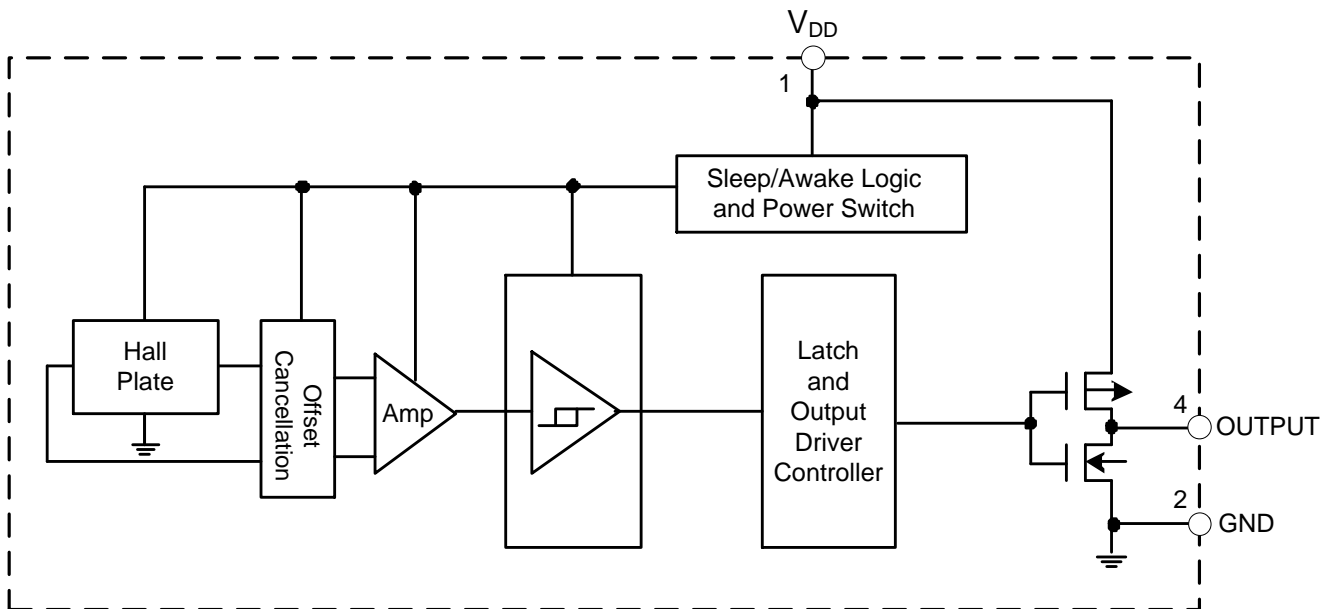 VDD
1
Sleep/Awake Logic
and Power Switch
Hall
Plate
Offset
Cancellation
Amp
Latch
and
Output
Driver
Controller
4
OUTPUT
2
GND